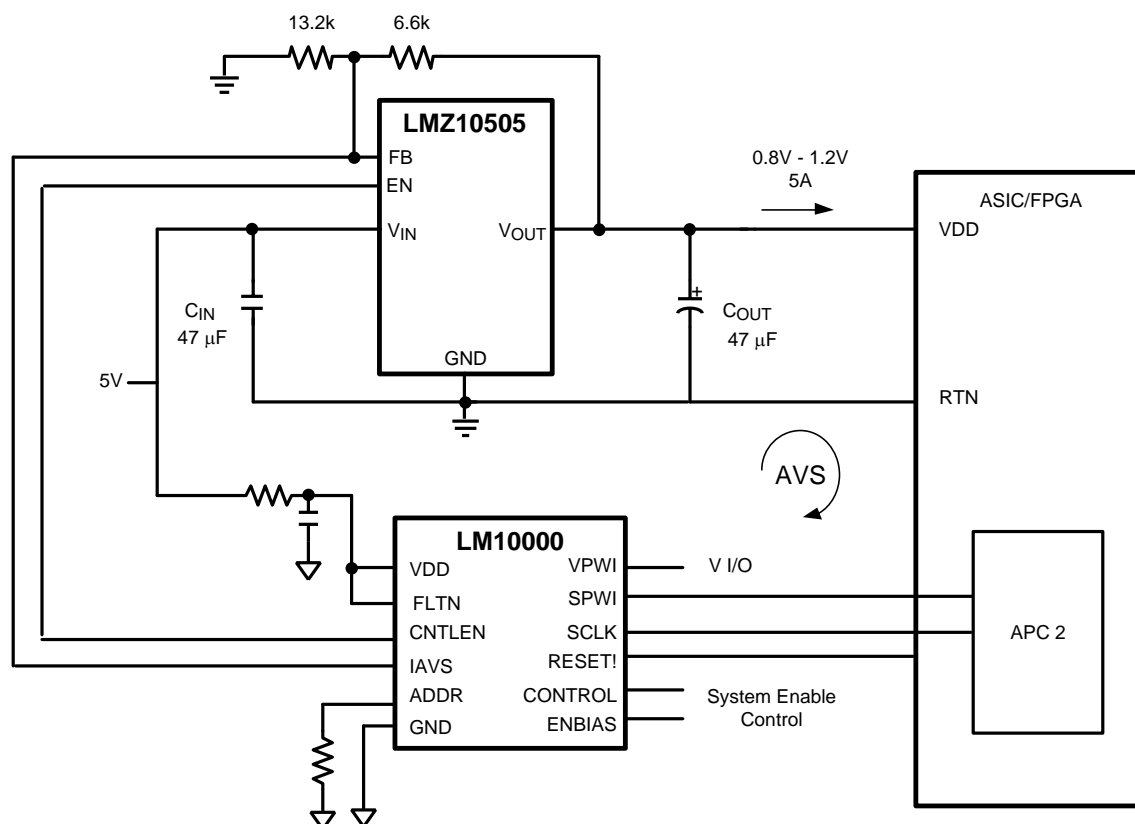 13.2k
6.6k
LMZ10505
FB
EN
VIN
VOUT
GND
0.8V - 1.2V
5A
ASIC/FPGA
VDD
RTN
CIN
47 μF
COUT
47 μF
5V
AVS
LM10000
VDD
FLTN
CNTLEN
IAVS
ADDR
GND
VPWI
SPWI
SCLK
RESET!
CONTROL
ENBIAS
V I/O
System Enable
Control
APC 2
+